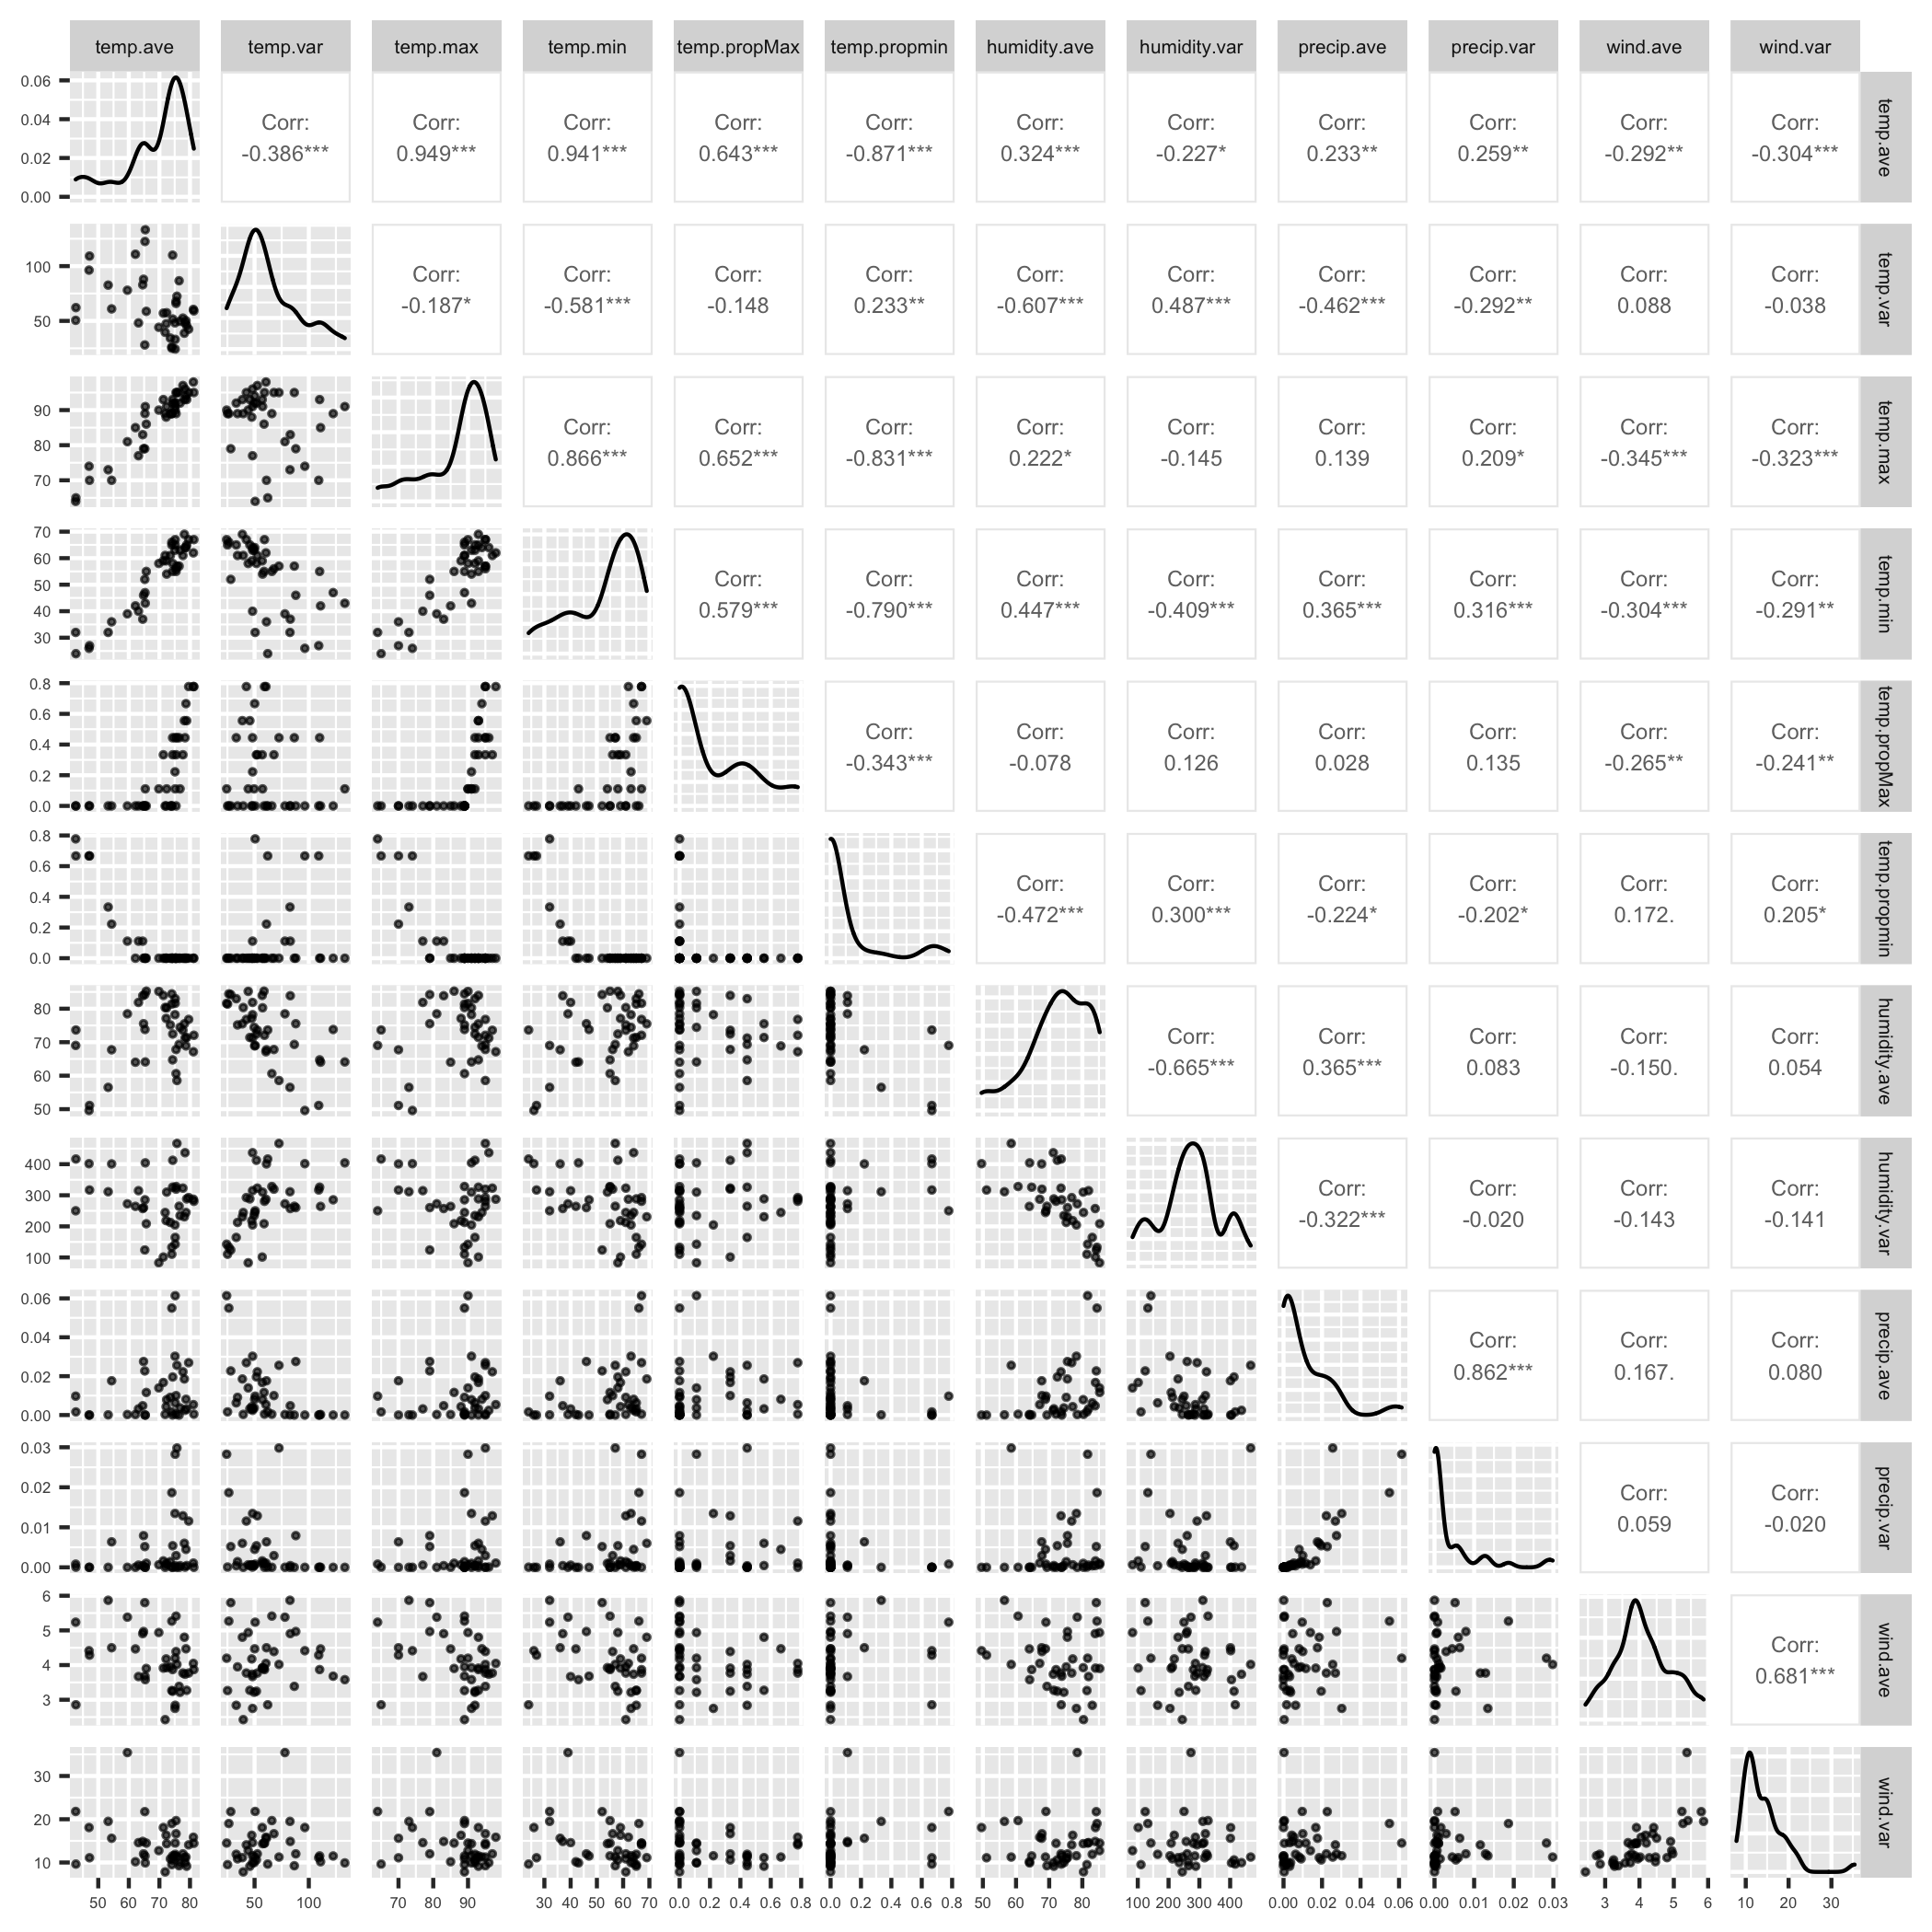 temp.ave temp.var temp.max temp.min temp.propMax temp.propmin humidity.ave humidity.var precip.ave precip.var wind.ave wind.var
0.06
0.04
0.02
0.00
Corr: Corr: Corr: Corr: Corr: Corr: Corr: Corr: Corr: Corr: Corr:
-0.386*** 0.949*** 0.941*** 0.643*** -0.871*** 0.324*** -0.227* 0.233** 0.259** -0.292** -0.304***
temp.ave
100
50
Corr: Corr: Corr: Corr: Corr: Corr: Corr: Corr: Corr: Corr:
-0.187* -0.581*** -0.148 0.233** -0.607*** 0.487*** -0.462*** -0.292** 0.088 -0.038
temp.var
90
80
70
Corr: Corr: Corr: Corr: Corr: Corr: Corr: Corr: Corr:
0.866*** 0.652*** -0.831*** 0.222* -0.145 0.139 0.209* -0.345*** -0.323***
temp.max
70
60
50
40
30
Corr: Corr: Corr: Corr: Corr: Corr: Corr: Corr:
0.579*** -0.790*** 0.447*** -0.409*** 0.365*** 0.316*** -0.304*** -0.291**
temp.min
0.8
0.6
0.4
0.2
0.0
Corr: Corr: Corr: Corr: Corr: Corr: Corr:
-0.343*** -0.078 0.126 0.028 0.135 -0.265** -0.241**
temp.propMax
0.8
0.6
0.4
0.2
0.0
Corr: Corr: Corr: Corr: Corr: Corr:
-0.472*** 0.300*** -0.224* -0.202* 0.172. 0.205*
temp.propmin
80
70
60
50
Corr: Corr: Corr: Corr: Corr:
-0.665*** 0.365*** 0.083 -0.150. 0.054
humidity.ave
400
300
200
100
Corr: Corr: Corr: Corr:
-0.322*** -0.020 -0.143 -0.141
humidity.var
0.06
0.04
0.02
0.00
Corr: Corr: Corr:
0.862*** 0.167. 0.080
precip.ave
0.03
0.02
0.01
0.00
Corr: Corr:
0.059 -0.020
precip.var
6
5
4
3
Corr:
0.681***
wind.ave
30
20
10
wind.var
50 60 70 80 50 100 70 80 90 30 40 50 60 70 0.0 0.2 0.4 0.6 0.8 0.0 0.2 0.4 0.6 0.8 50 60 70 80 100 200 300 400 0.00 0.02 0.04 0.06 0.00 0.01 0.02 0.03 3 4 5 6 10 20 30